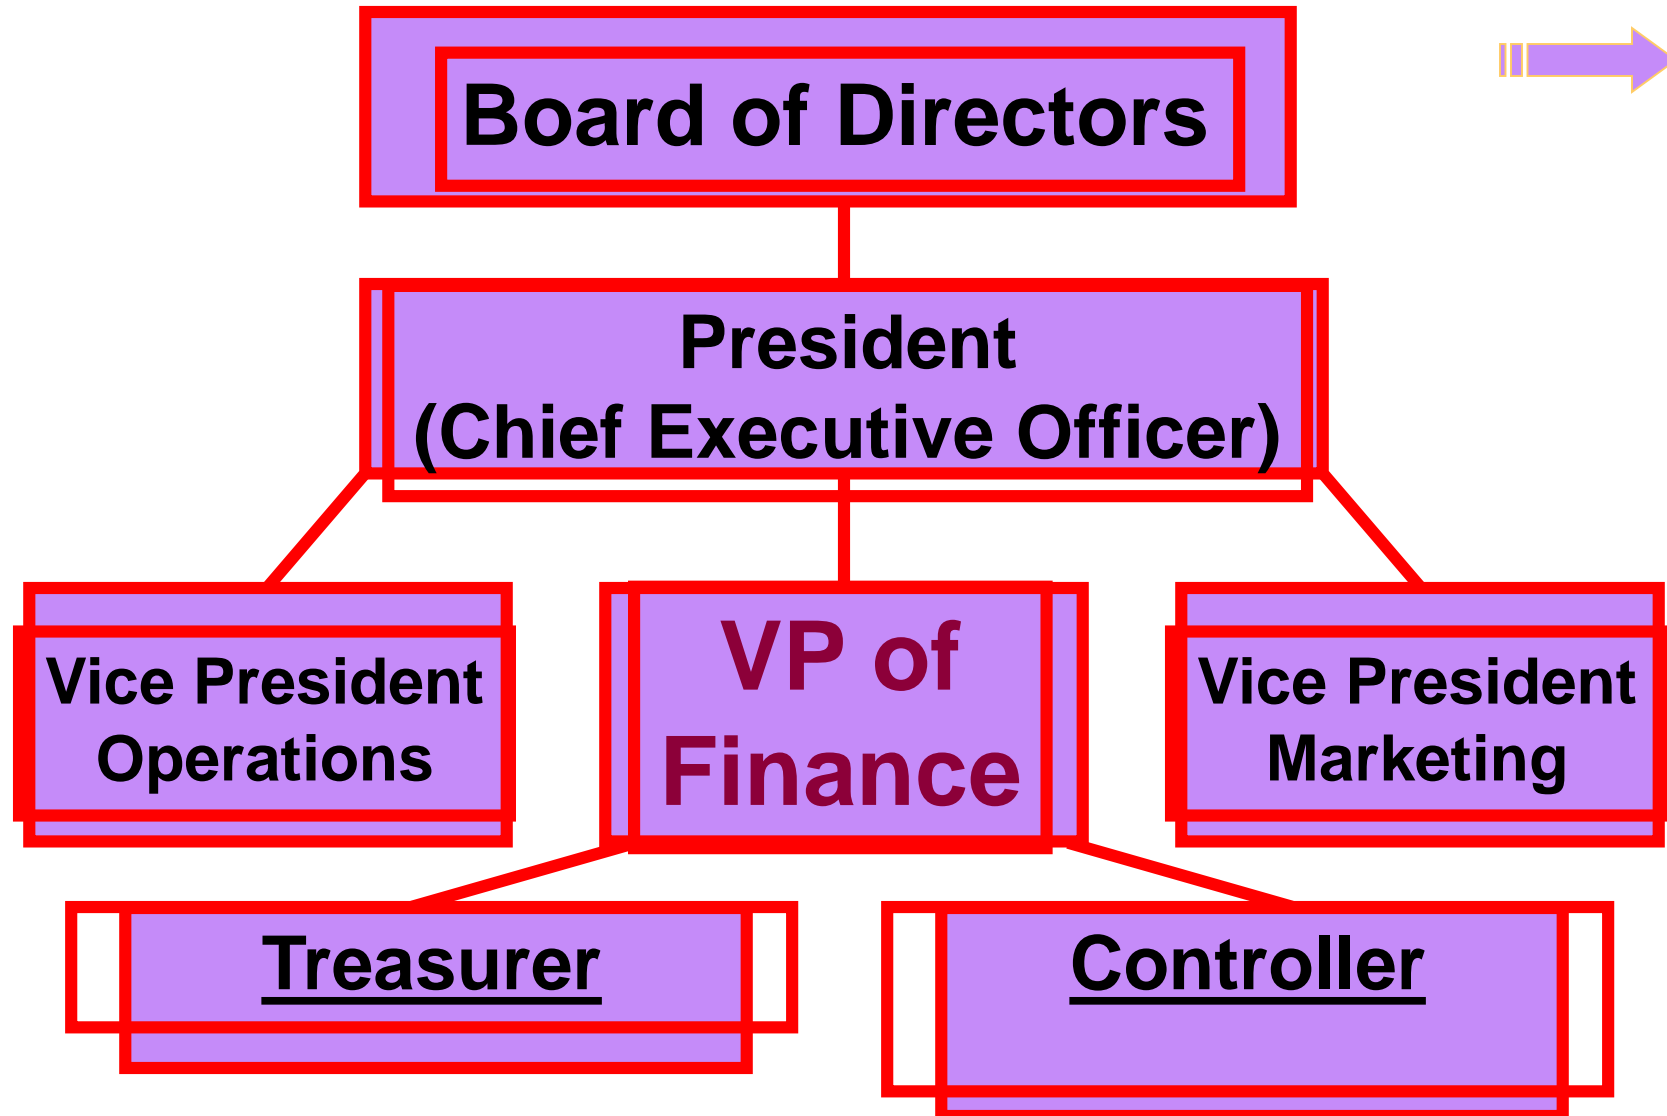 Board of Directors
President
(Chief Executive Officer)
Vice President
Operations
VP of
Finance
Vice President
Marketing
Treasurer
Controller